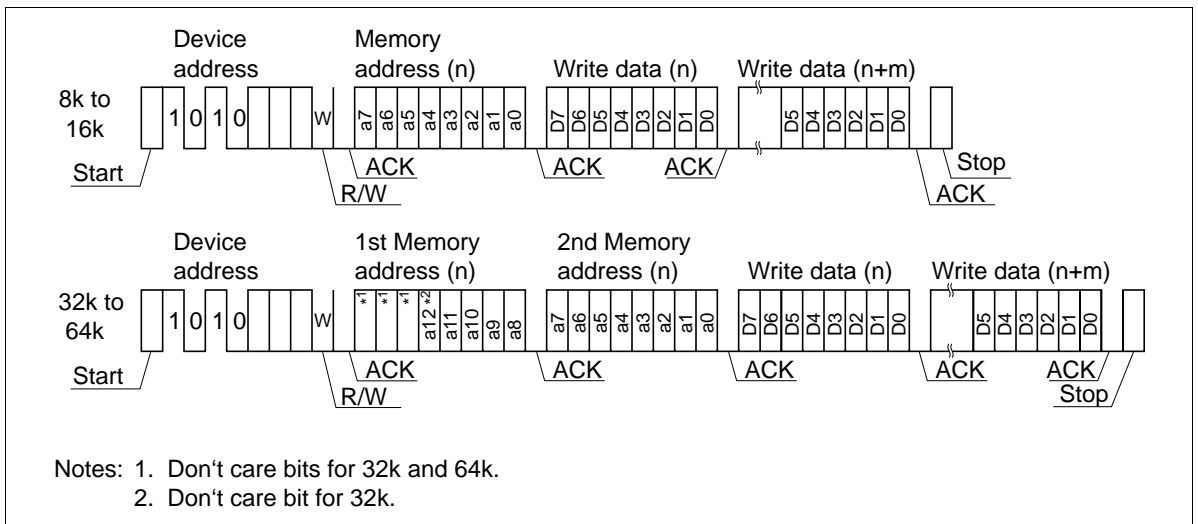 Device
address
Memory
address (n)
Write data (n)
Write data (n+m)
8k to
16k
1 0 1 0 W a7 a6 a5 a4 a3 a2 a1 a0 D7 D6 D5 D4 D3 D2 D1 D0 D5 D4 D3 D2 D1 D0
Start
R/W
ACK
ACK
ACK
ACK
Stop
Device
address
1st Memory
address (n)
2nd Memory
address (n)
Write data (n)
Write data (n+m)
32k to
64k
1 0 1 0 W *1 *1 *1 a12 *2 a11 a10 a9 a8 a7 a6 a5 a4 a3 a2 a1 a0 D7 D6 D5 D4 D3 D2 D1 D0 D5 D4 D3 D2 D1 D0
Start
R/W
ACK
ACK
ACK
ACK
ACK
Stop
Notes: 1. Don‘t care bits for 32k and 64k.
2. Don‘t care bit for 32k.